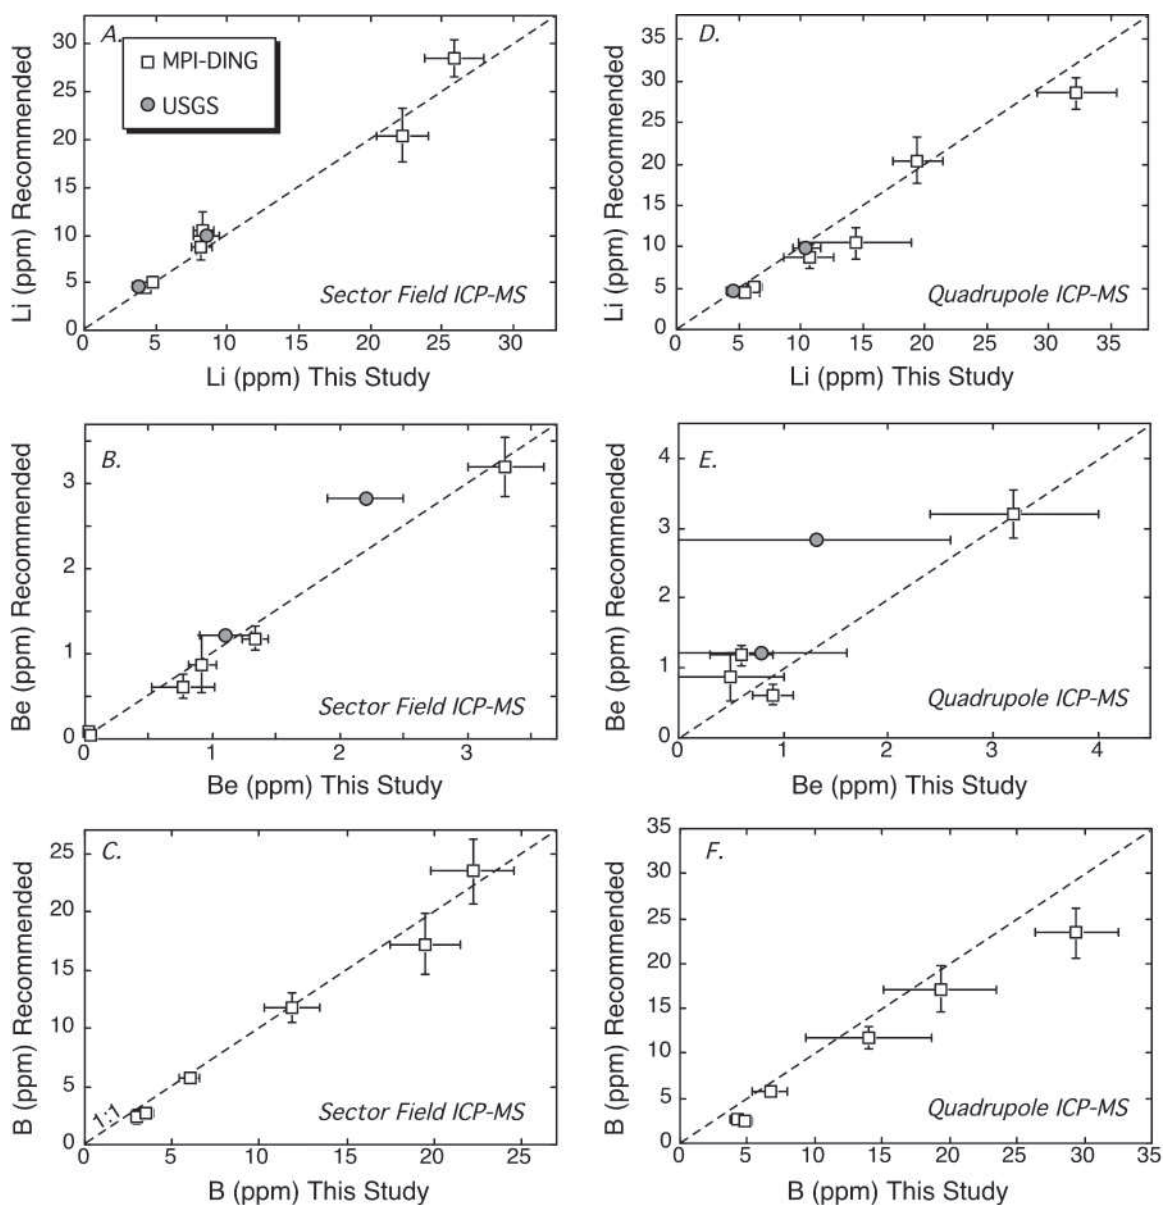 A.
MPI-DING
USGS
Li (ppm) Recommended
30
25
20
15
10
5
0
Sector Field ICP-MS
0 5 10 15 20 25 30
Li (ppm) This Study
D.
Li (ppm) Recommended
35
30
25
20
15
10
5
0
Quadrupole ICP-MS
0 5 10 15 20 25 30 35
Li (ppm) This Study
B.
Be (ppm) Recommended
3
2
1
0
Sector Field ICP-MS
0 1 2 3
Be (ppm) This Study
E.
Be (ppm) Recommended
4
3
2
1
0
Quadrupole ICP-MS
0 1 2 3 4
Be (ppm) This Study
C.
B (ppm) Recommended
25
20
15
10
5
0
1:1
Sector Field ICP-MS
0 5 10 15 20 25
B (ppm) This Study
F.
B (ppm) Recommended
35
30
25
20
15
10
5
0
Quadrupole ICP-MS
0 5 10 15 20 25 30 35
B (ppm) This Study